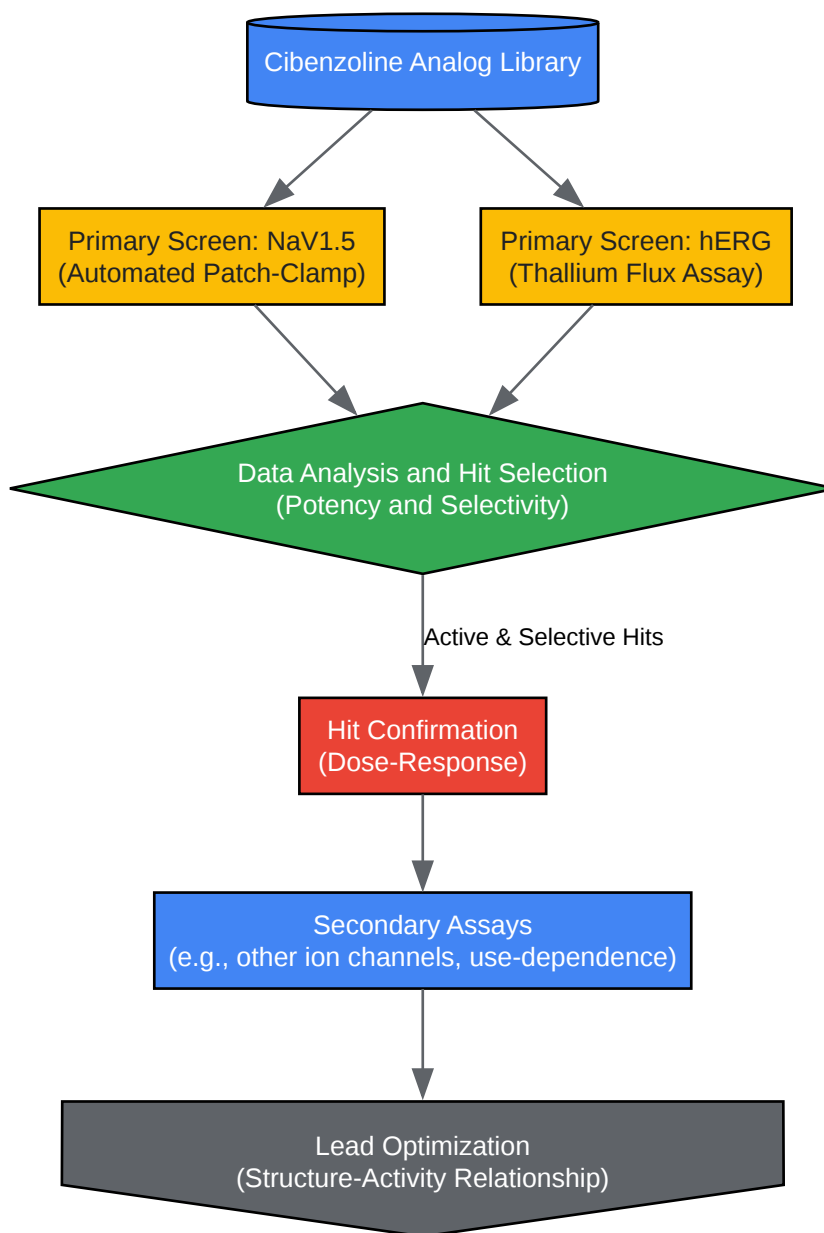 Cibenzoline Analog Library
Primary Screen: NaV1.5
(Automated Patch-Clamp)
Primary Screen: hERG
(Thallium Flux Assay)
Data Analysis and Hit Selection
(Potency and Selectivity)
Active & Selective Hits
Hit Confirmation
(Dose-Response)
Secondary Assays
(e.g., other ion channels, use-dependence)
Lead Optimization
(Structure-Activity Relationship)